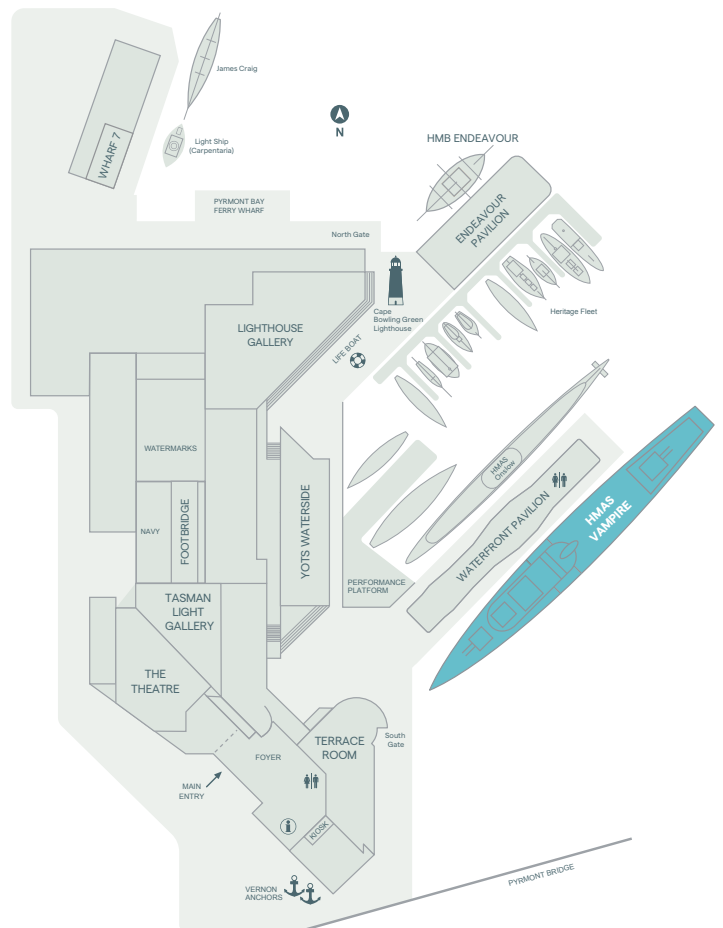 James Craig
WHARF 7
Light Ship
(Carpentaria)
N
HMB ENDEAVOUR
PYRMONT BAY
FERRY WHARF
ENDEAVOUR
PAVILION
North Gate
Cape
Bowling Green
Lighthouse
Heritage Fleet
LIGHTHOUSE
GALLERY
LIFE BOAT
WATERMARKS
HMAS
Onslow
NAVY
FOOTBRIDGE
YOTS WATERSIDE
WATERFRONT PAVILION
HMAS
VAMPIRE
PERFORMANCE
PLATFORM
TASMAN
LIGHT
GALLERY
THE
THEATRE
TERRACE
ROOM
South
Gate
FOYER
MAIN
ENTRY
i
KIOSK
VERNON
ANCHORS
PYRMONT BRIDGE